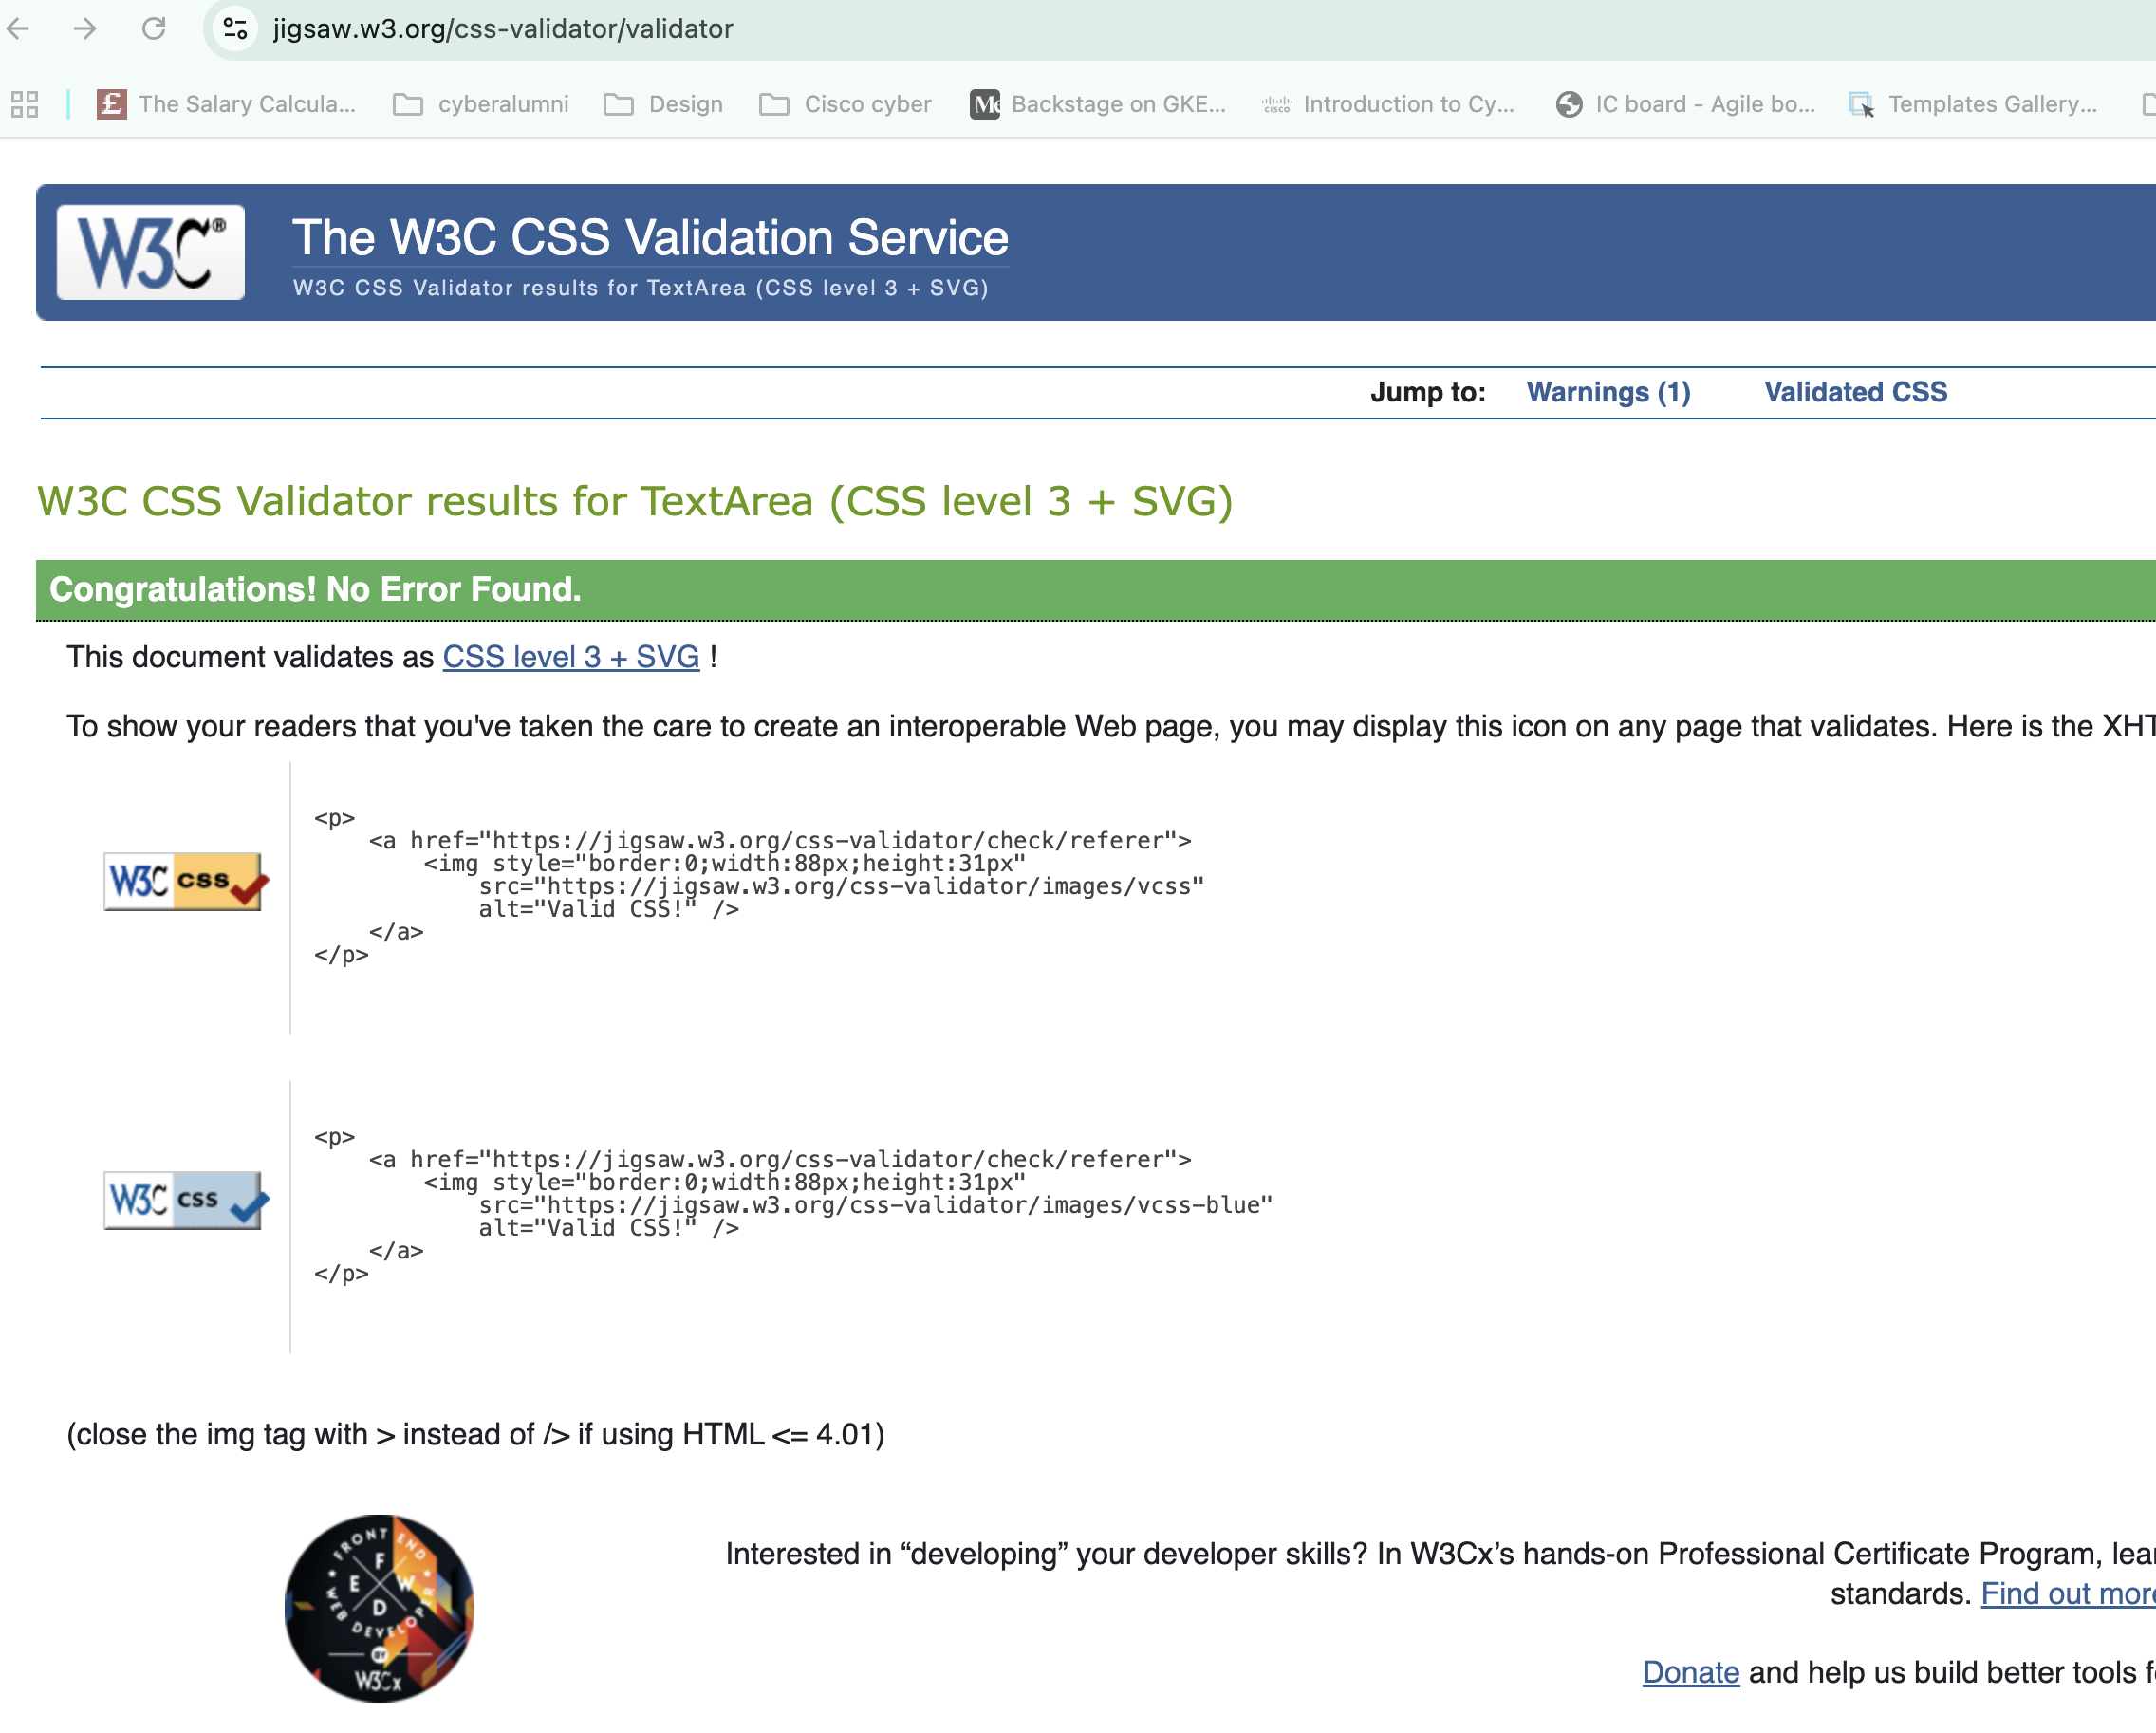 jigsaw.w3.org/css-validator/validator
£ The Salary Calcula... cyberalumni Design Cisco cyber Me Backstage on GKE... cisco Introduction to Cy... IC board - Agile bo... Templates Gallery...
W3C® The W3C CSS Validation Service
W3C CSS Validator results for TextArea (CSS level 3 + SVG)
Jump to: Warnings (1) Validated CSS
W3C CSS Validator results for TextArea (CSS level 3 + SVG)
Congratulations! No Error Found.
This document validates as CSS level 3 + SVG !
To show your readers that you've taken the care to create an interoperable Web page, you may display this icon on any page that validates. Here is the XHT
<p>
<a href="https://jigsaw.w3.org/css-validator/check/referer">
<img style="border:0;width:88px;height:31px"
W3C css
src="https://jigsaw.w3.org/css-validator/images/vcss"
alt="Valid CSS!" />
</a>
</p>
<p>
<a href="https://jigsaw.w3.org/css-validator/check/referer">
<img style="border:0;width:88px;height:31px"
W3C css
src="https://jigsaw.w3.org/css-validator/images/vcss-blue"
alt="Valid CSS!" />
</a>
</p>
(close the img tag with > instead of /> if using HTML <= 4.01)
FRONT END
F E W D
WEB DEVELOPER
BY
W3Cx
Interested in “developing” your developer skills? In W3Cx’s hands-on Professional Certificate Program, lear
standards. Find out more
Donate and help us build better tools fo